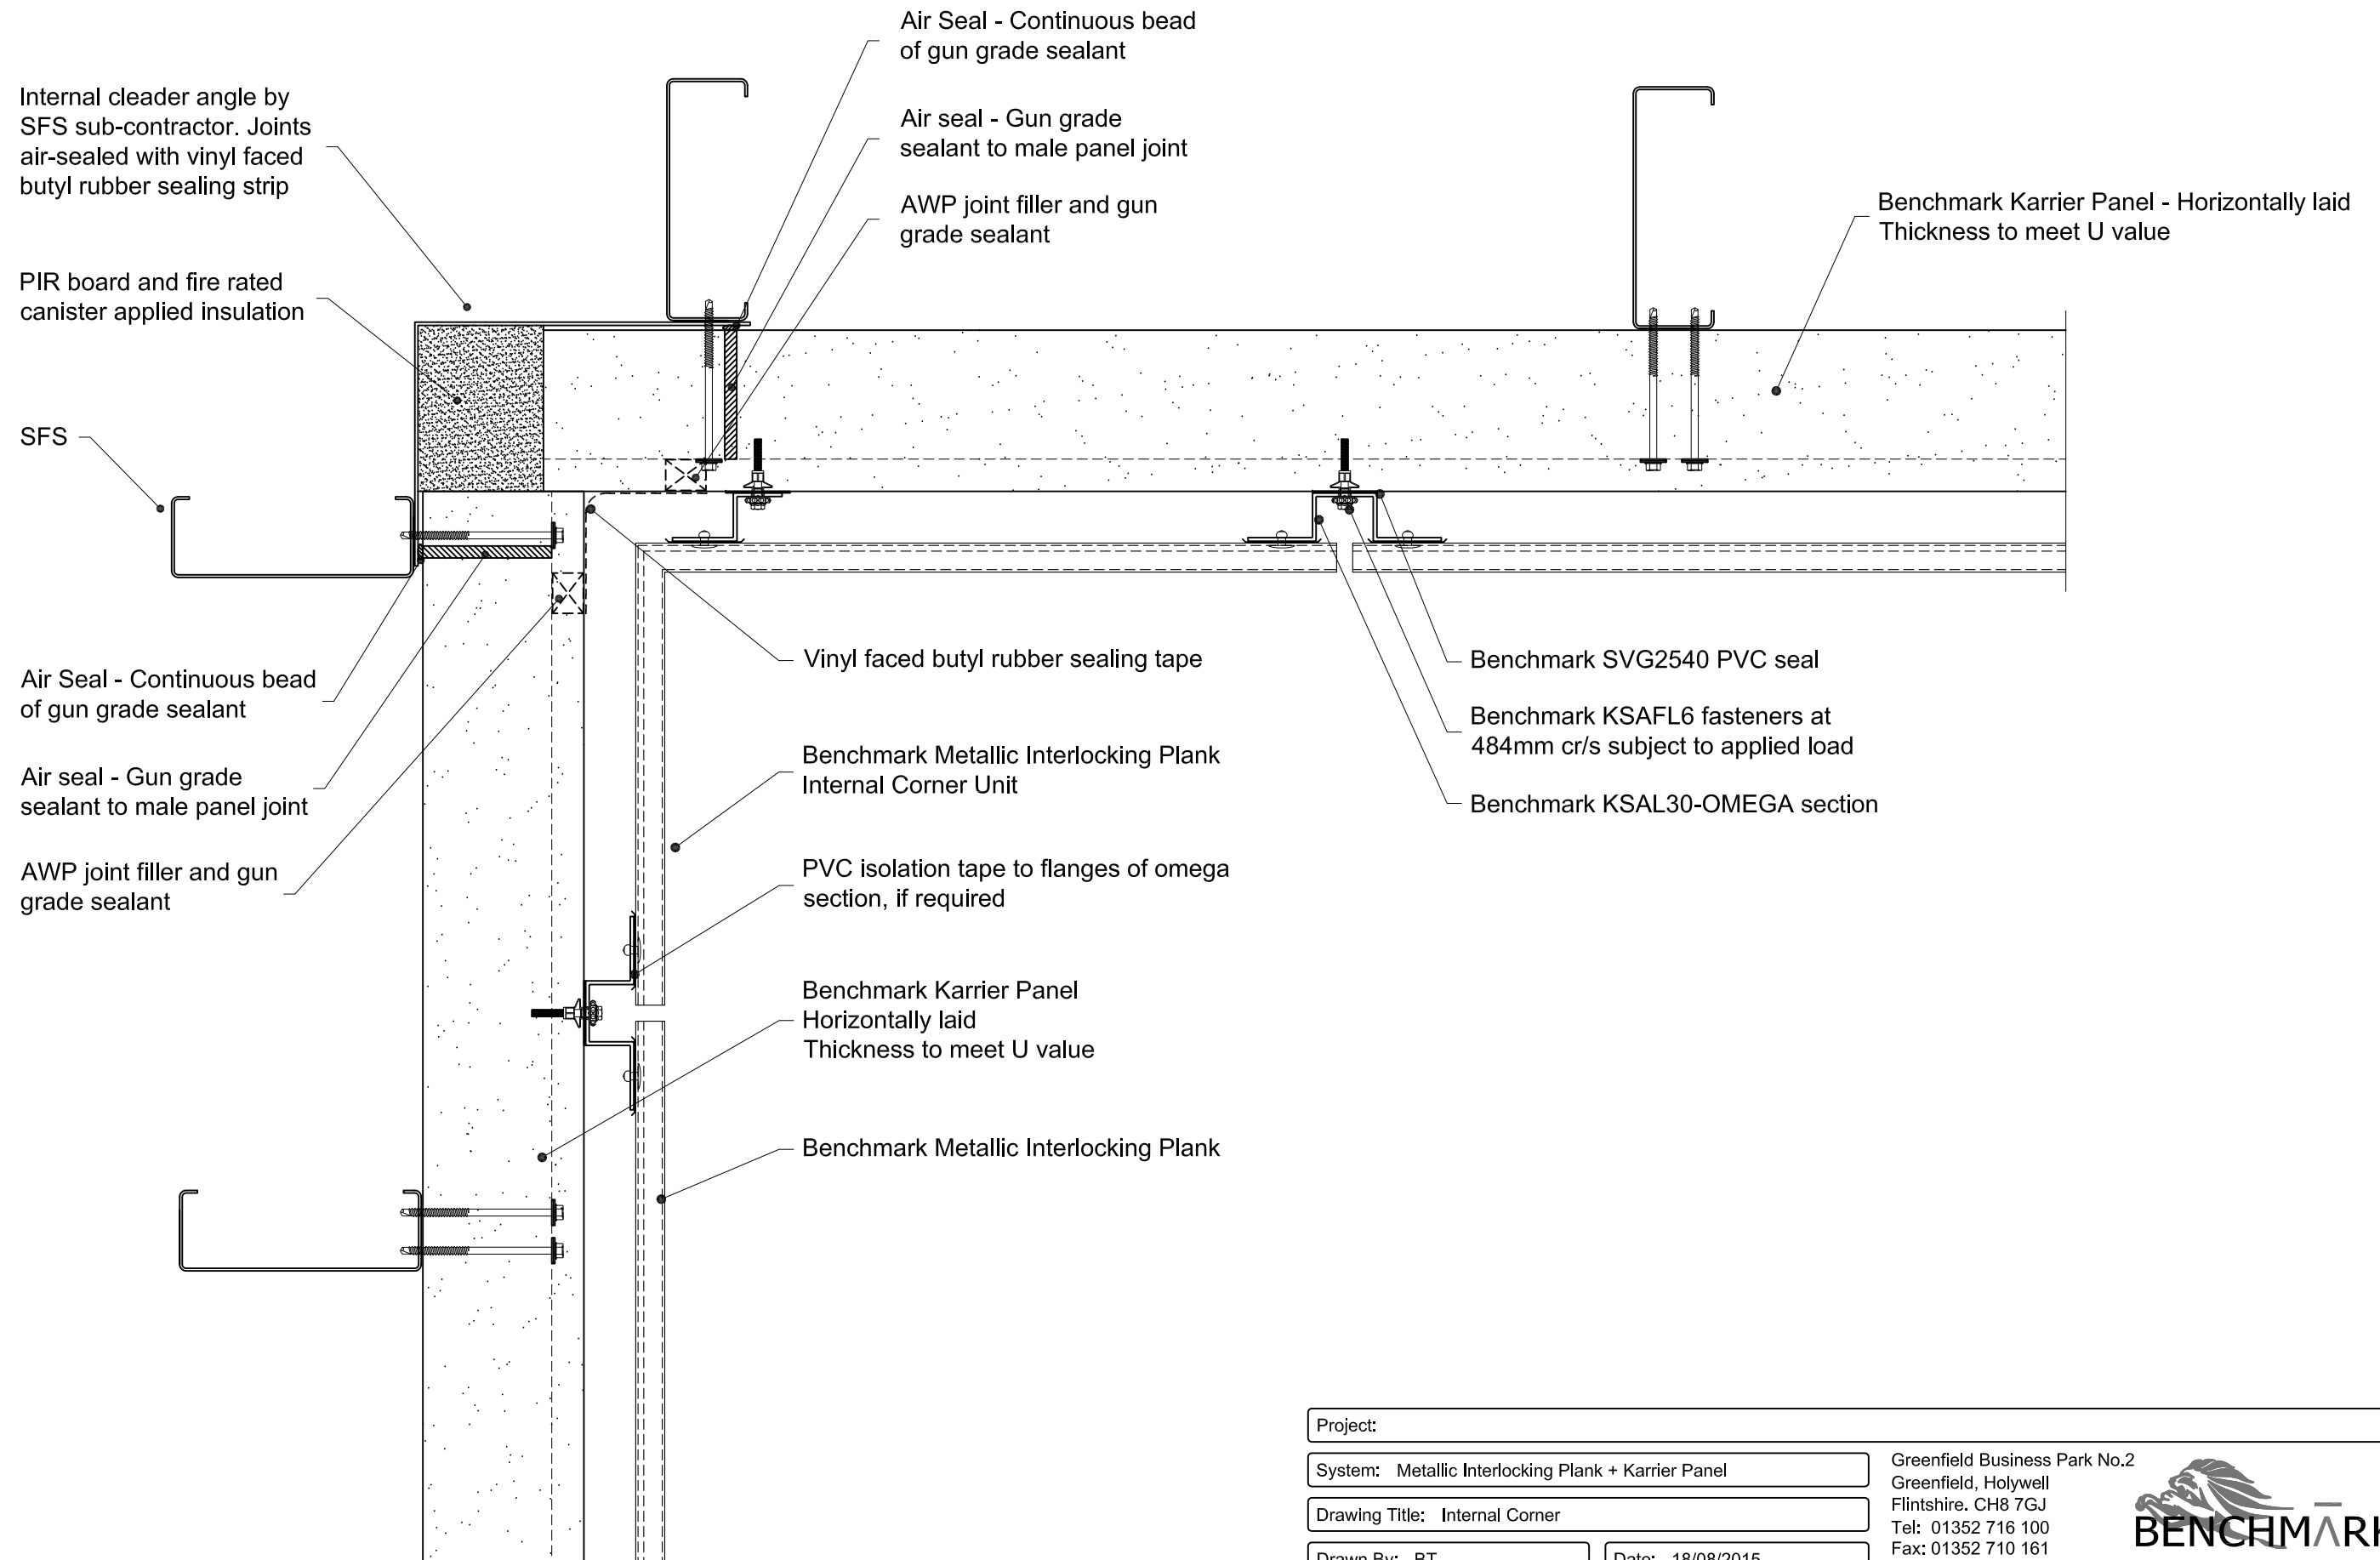 Air Seal - Continuous bead
of gun grade sealant
Internal cleader angle by
SFS sub-contractor. Joints
air-sealed with vinyl faced
butyl rubber sealing strip
Air seal - Gun grade
sealant to male panel joint
AWP joint filler and gun
grade sealant
Benchmark Karrier Panel - Horizontally laid
Thickness to meet U value
PIR board and fire rated
canister applied insulation
SFS
Air Seal - Continuous bead
of gun grade sealant
Air seal - Gun grade
sealant to male panel joint
AWP joint filler and gun
grade sealant
Vinyl faced butyl rubber sealing tape
Benchmark Metallic Interlocking Plank
Internal Corner Unit
PVC isolation tape to flanges of omega
section, if required
Benchmark Karrier Panel
Horizontally laid
Thickness to meet U value
Benchmark Metallic Interlocking Plank
Benchmark SVG2540 PVC seal
Benchmark KSAFL6 fasteners at
484mm cr/s subject to applied load
Benchmark KSAL30-OMEGA section
Project:
System: Metallic Interlocking Plank + Karrier Panel
Drawing Title: Internal Corner
Drawn By: BT
Date: 18/08/2015
Greenfield Business Park No.2
Greenfield, Holywell
Flintshire. CH8 7GJ
Tel: 01352 716 100
Fax: 01352 710 161
BENCHMARK